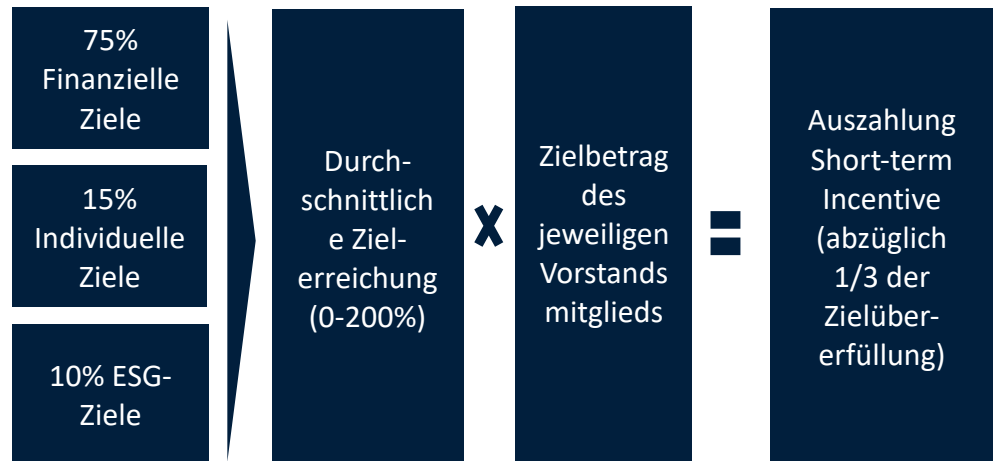 75%
Finanzielle
Ziele
15%
Individuelle
Ziele
10% ESG-
Ziele
Durch-
schnittlich
e Ziel-
erreichung
(0-200%)
x
Zielbetrag
des
jeweiligen
Vorstands
mitglieds
=
Auszahlung
Short-term
Incentive
(abzüglich
1/3 der
Zielüber-
erfüllung)